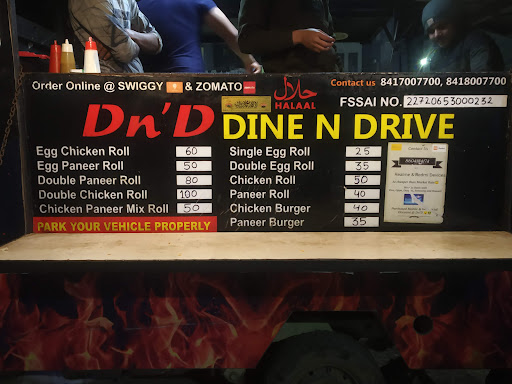 Order Online @ SWIGGY & ZOMATO
حلال
HALAAL
Contact us 8417007700, 8418007700
FSSAI NO. 22720653000232
DnD' DINE N DRIVE
Egg Chicken Roll 60
Egg Paneer Roll 50
Double Paneer Roll 80
Double Chicken Roll 100
Chicken Paneer Mix Roll 50
PARK YOUR VEHICLE PROPERLY
Single Egg Roll 25
Double Egg Roll 35
Chicken Roll 50
Paneer Roll 40
Chicken Burger 40
Paneer Burger 35